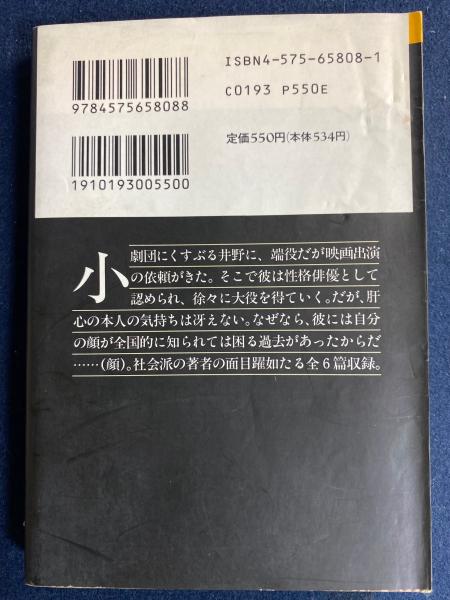 ISBN4-575-65808-1
C0193 P550E
9784575658088
定価550円(本体534円)
1910193005500
小劇団にくすぶる井野に、端役だが映画出演
の依頼がきた。そこで彼は性格俳優として
認められ、徐々に大役を得ていく。だが、肝
心の本人の気持ちは冴えない。なぜなら、彼には自分
の顔が全国的に知られては困る過去があったからだ
……(顔)。社会派の著者の面目躍如たる全6篇収録。